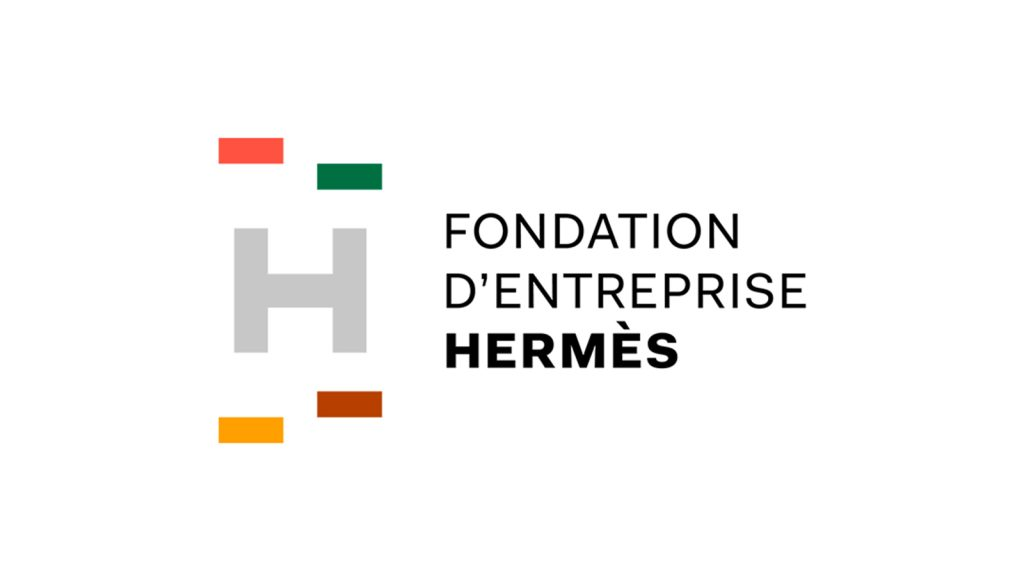 H
FONDATION
D’ENTREPRISE
HERMÈS